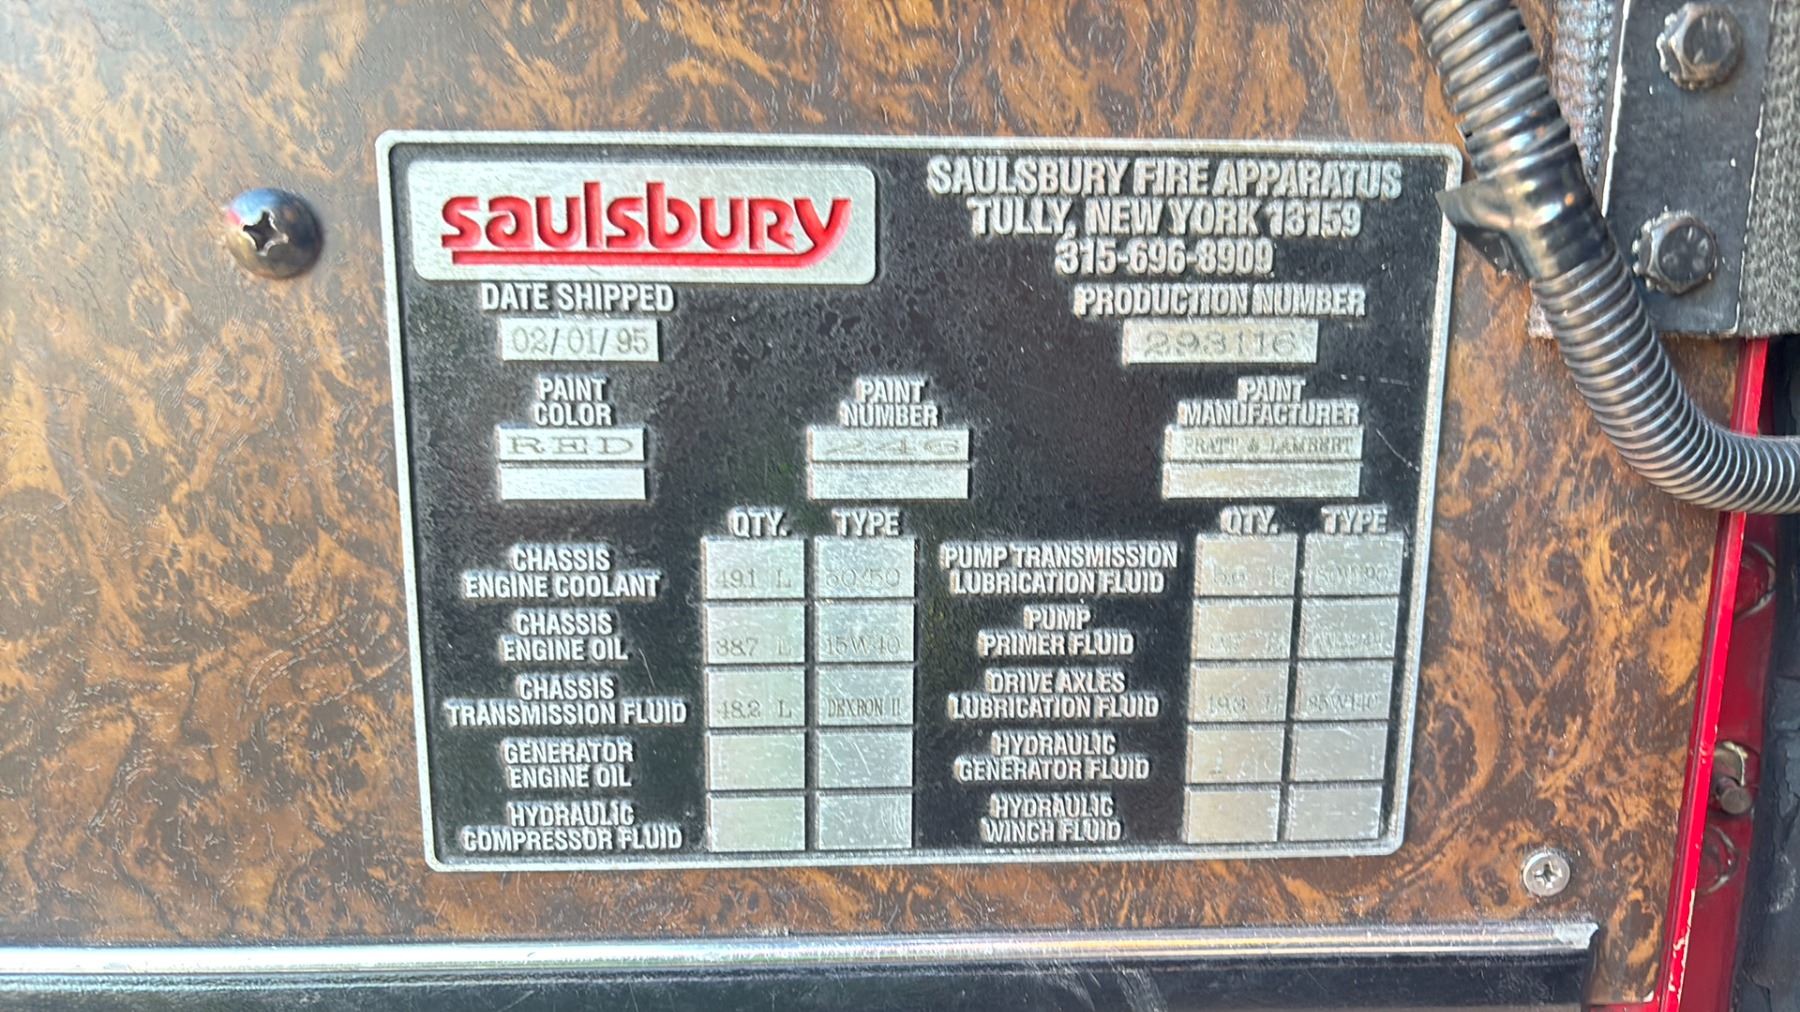 saulsbury
SAULSBURY FIRE APPARATUS
TULLY, NEW YORK 13159
315-696-8909
DATE SHIPPED
PRODUCTION NUMBER
02/01/95
293116
PAINT
COLOR
PAINT
NUMBER
PAINT
MANUFACTURER
RED
246
PRATT & LAMBERT
QTY. TYPE
QTY. TYPE
CHASSIS
ENGINE COOLANT
49.1 L 50/50
PUMP TRANSMISSION
LUBRICATION FLUID
CHASSIS
ENGINE OIL
38.7 L 15W40
PUMP
PRIMER FLUID
CHASSIS
TRANSMISSION FLUID
48.2 L DEXRON II
DRIVE AXLES
LUBRICATION FLUID
19.3 L 85W140
GENERATOR
ENGINE OIL
HYDRAULIC
GENERATOR FLUID
HYDRAULIC
COMPRESSOR FLUID
HYDRAULIC
WINCH FLUID